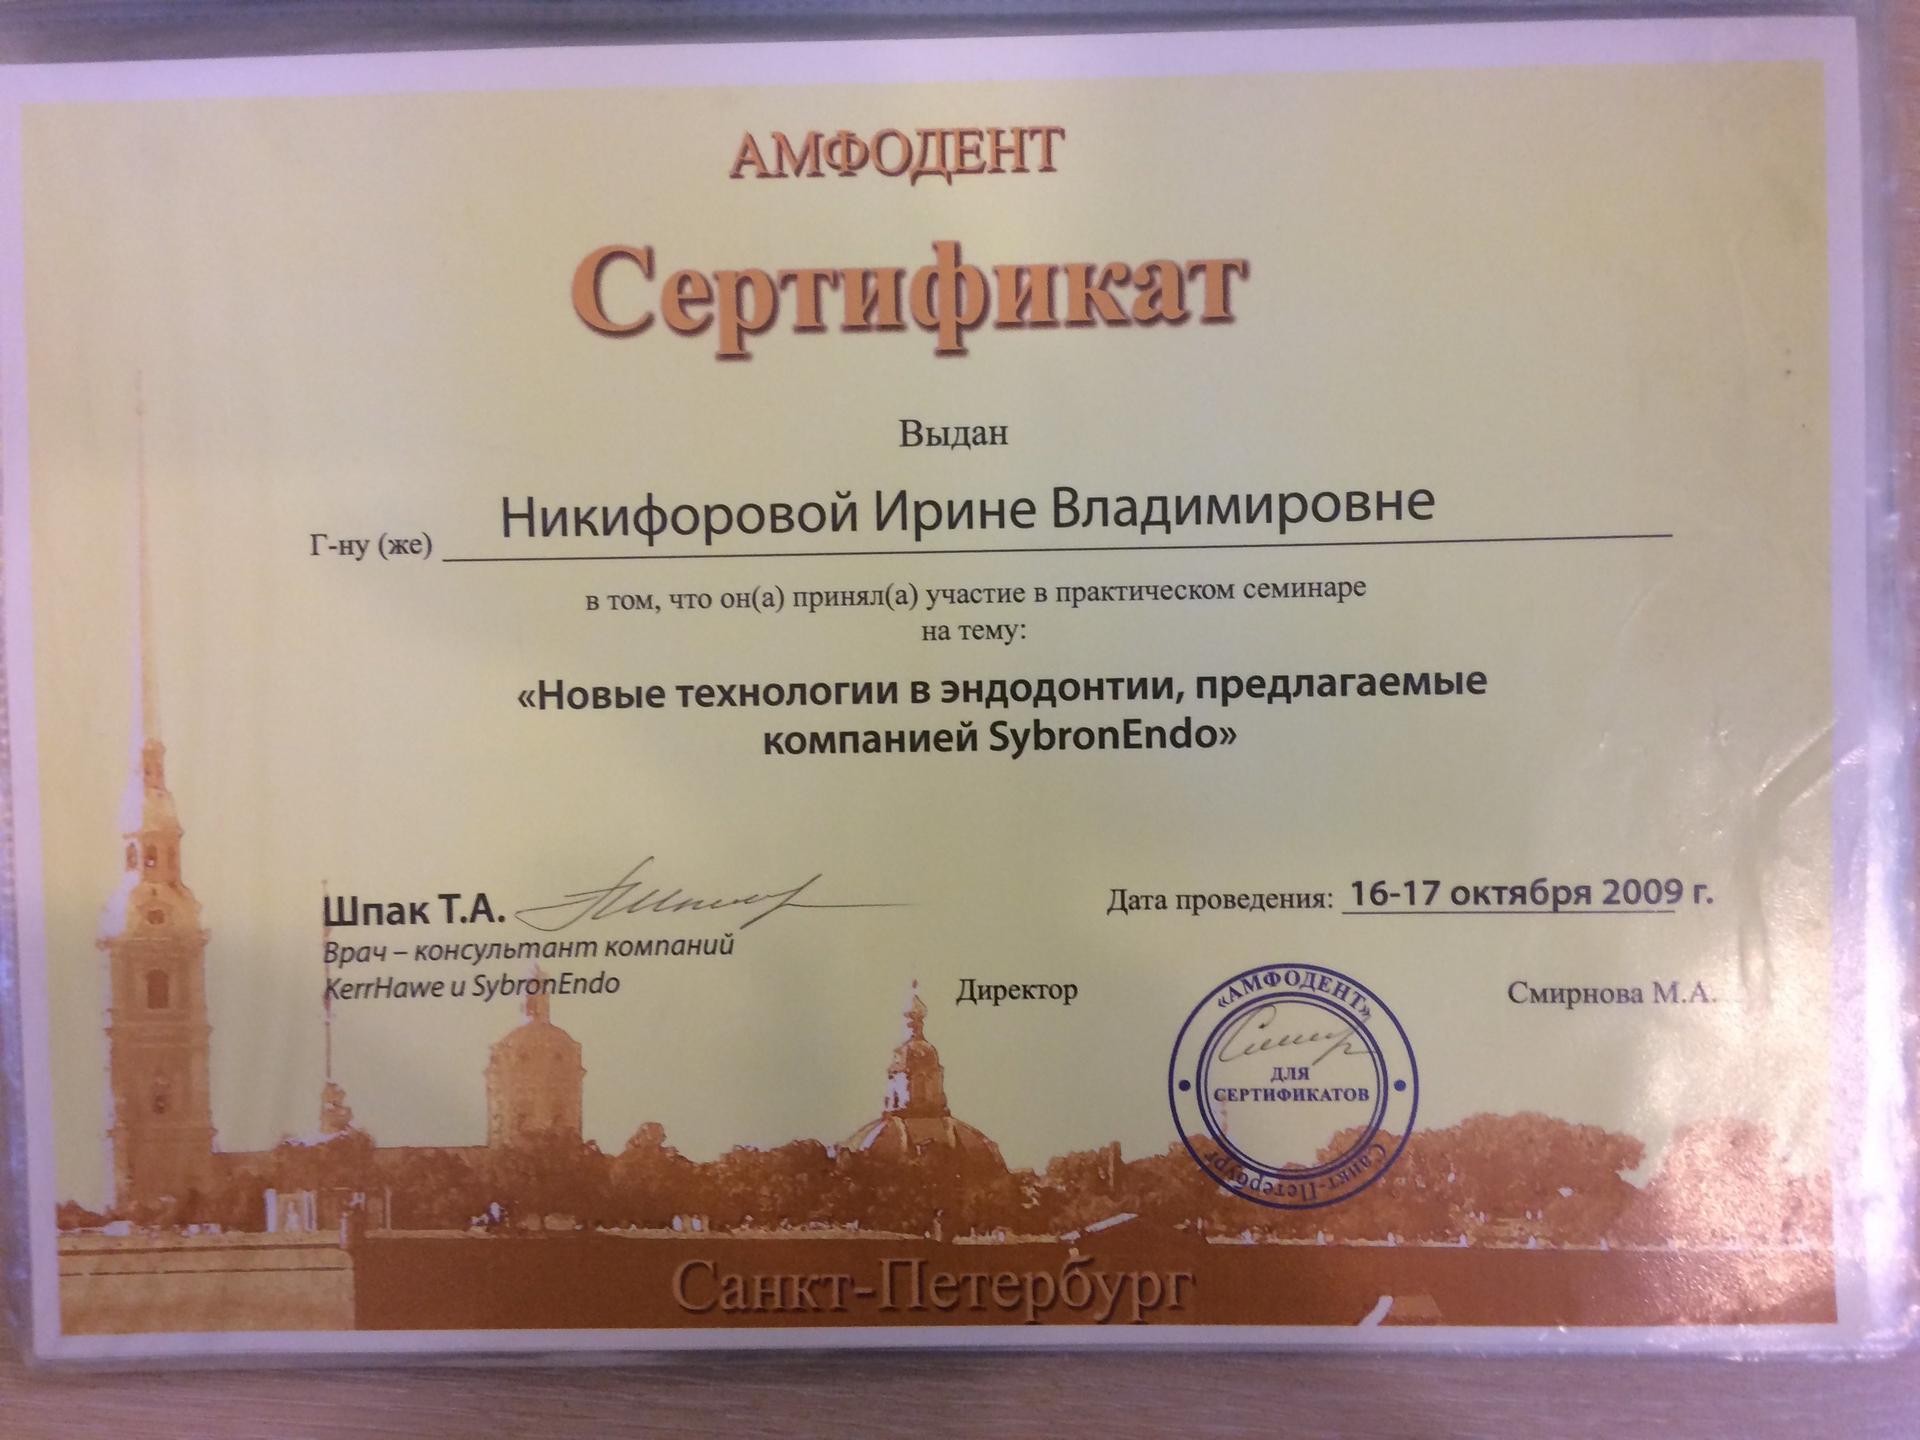 АМФОДЕНТ
Сертификат
Выдан
Г-ну (же) Никифоровой Ирине Владимировне
в том, что он(а) принял(а) участие в практическом семинаре
на тему:
«Новые технологии в эндодонтии, предлагаемые
компанией SybronEndo»
Шпак Т.А.
Врач – консультант компаний
KerrHawe и SybronEndo
Дата проведения: 16-17 октября 2009 г.
Директор
Смирнова М.А.
«АМФОДЕНТ»
ДЛЯ
СЕРТИФИКАТОВ
Санкт-Петербург
Санкт-Петербург